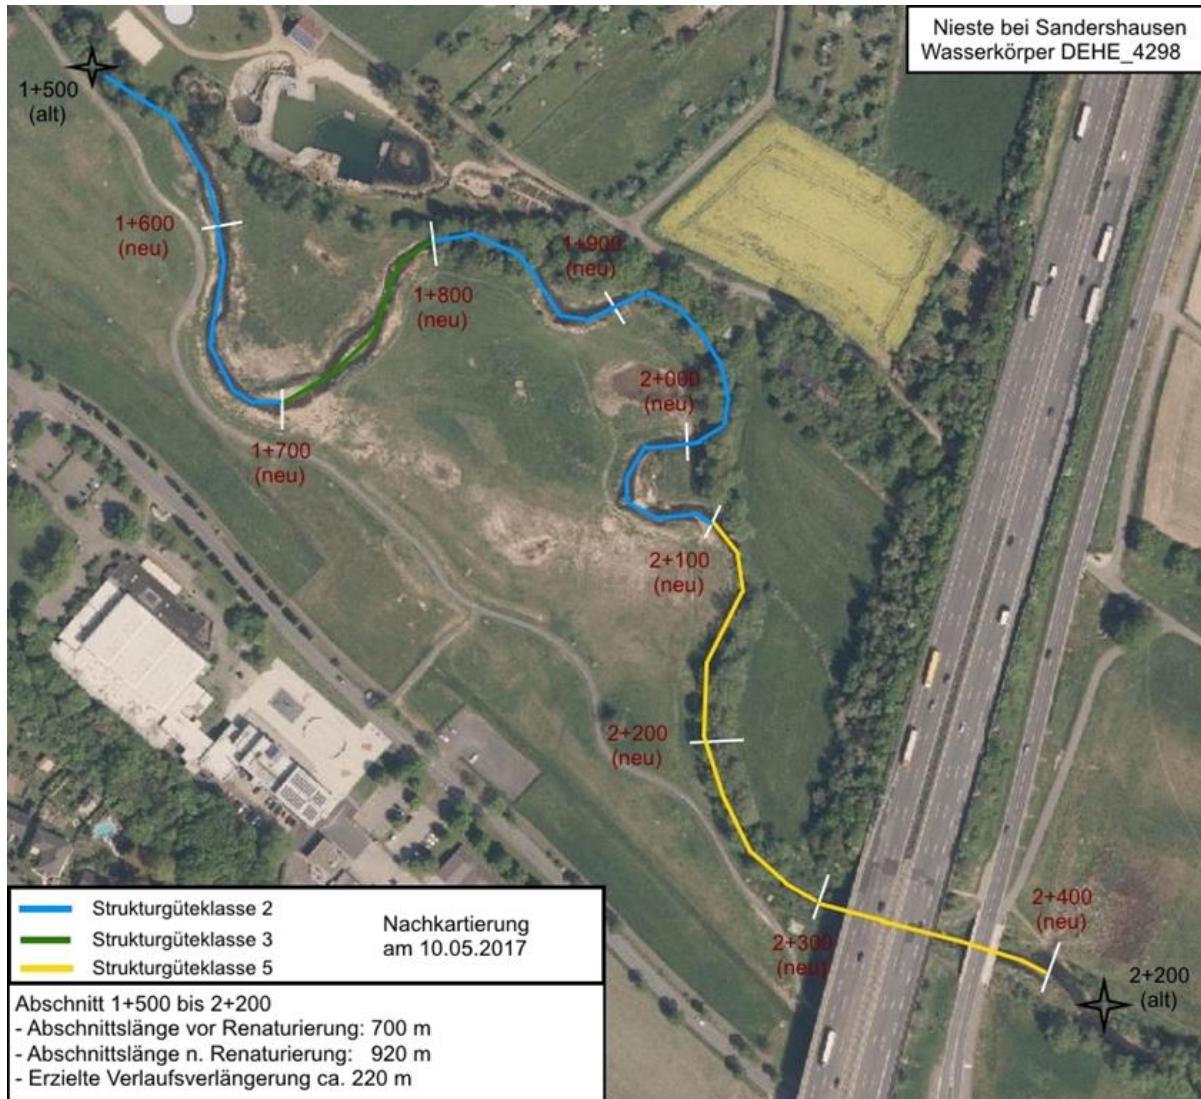 Nieste bei Sandershausen
Wasserkörper DEHE_4298
1+500
(alt)
1+600
(neu)
1+700
(neu)
1+800
(neu)
1+900
(neu)
2+000
(neu)
2+100
(neu)
2+200
(neu)
2+300
(neu)
2+400
(neu)
2+200
(alt)
Strukturgüteklasse 2
Strukturgüteklasse 3
Strukturgüteklasse 5
Nachkartierung
am 10.05.2017
Abschnitt 1+500 bis 2+200
- Abschnittslänge vor Renaturierung: 700 m
- Abschnittslänge n. Renaturierung: 920 m
- Erzielte Verlaufsverlängerung ca. 220 m